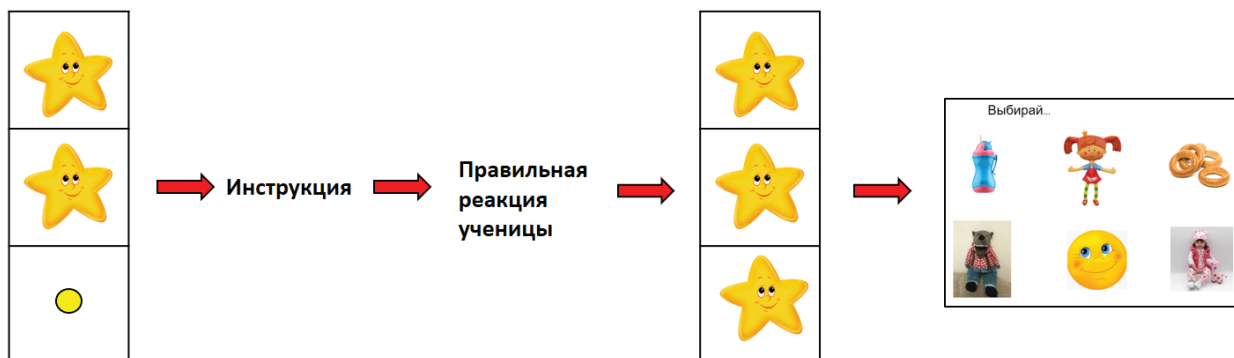 Инструкция
Правильная
реакция
ученицы
Выбирай...